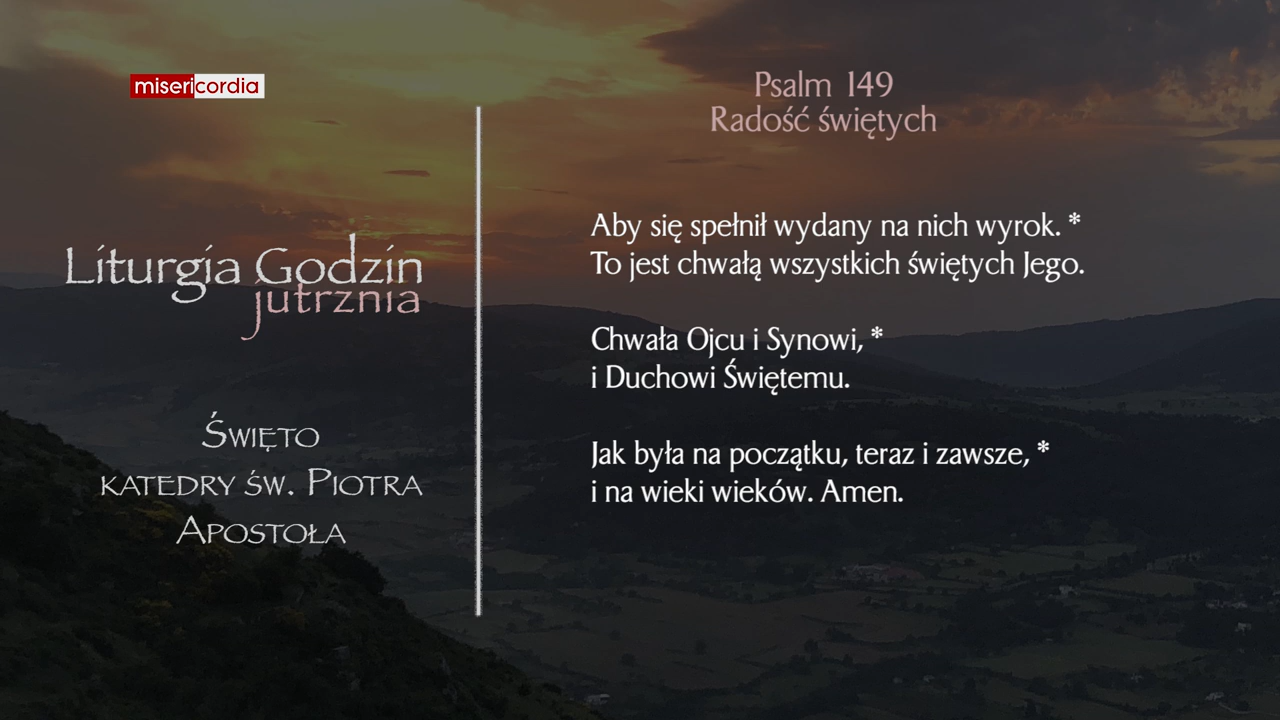 misericordia
Liturgia Godzin
jutrznia
Święto
katedry św. Piotra
Apostoła
Psalm 149
Radość świętych
Aby się spełnił wydany na nich wyrok. *
To jest chwałą wszystkich świętych Jego.
Chwała Ojcu i Synowi, *
i Duchowi Świętemu.
Jak była na początku, teraz i zawsze, *
i na wieki wieków. Amen.